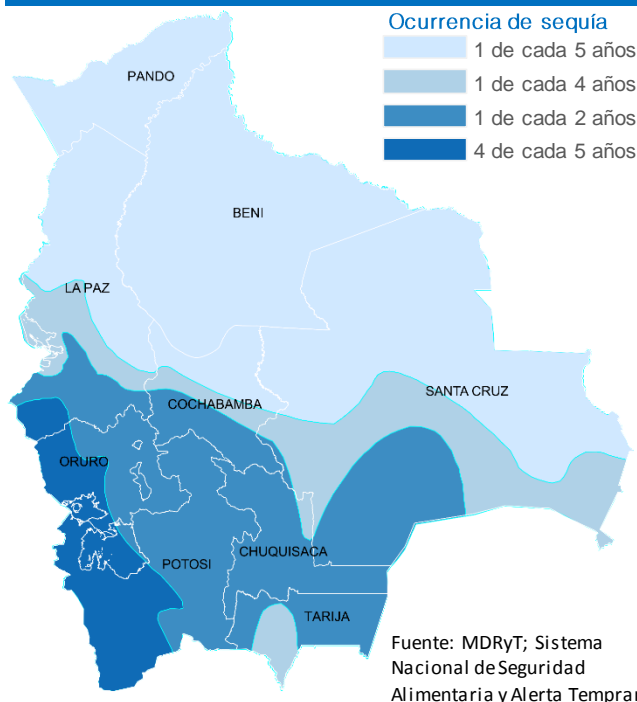 Ocurrencia de sequía
1 de cada 5 años
1 de cada 4 años
1 de cada 2 años
4 de cada 5 años
PANDO
BENI
LA PAZ
SANTA CRUZ
COCHABAMBA
ORURO
CHUQUISACA
POTOSI
TARIJA
Fuente: MDRyT; Sistema
Nacional de Seguridad
Alimentaria y Alerta Tempran